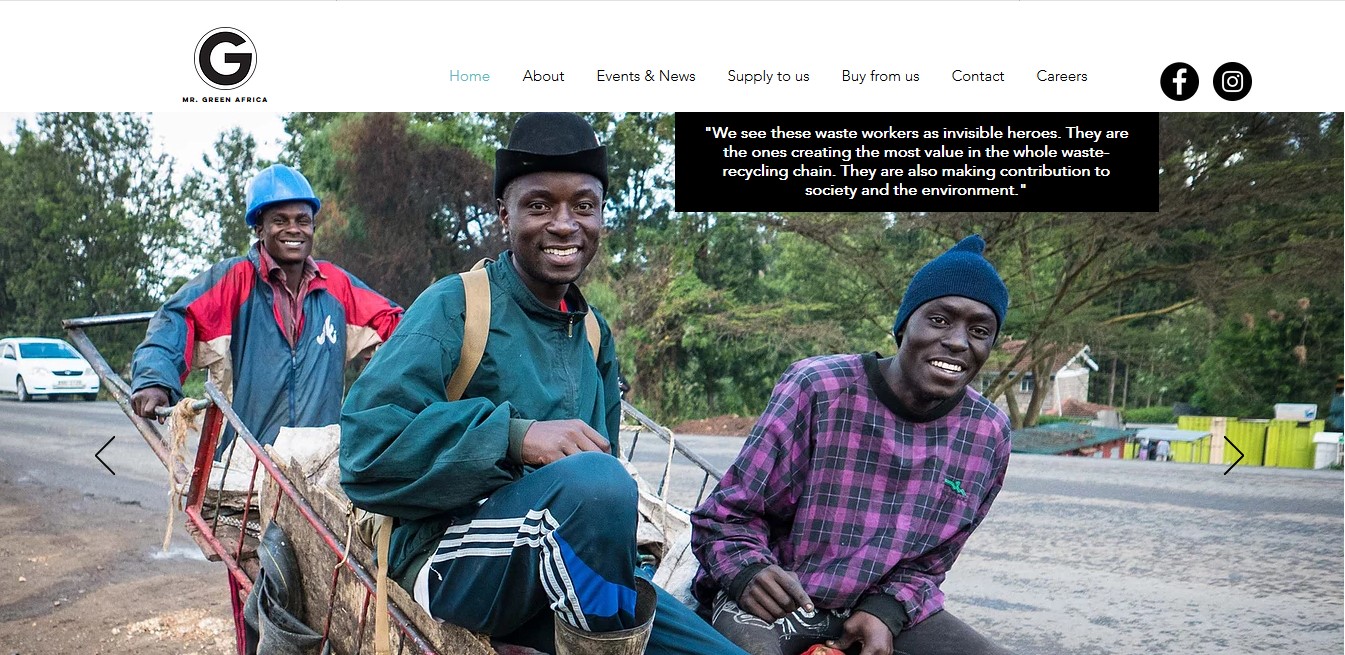 G
MR. GREEN AFRICA
Home About Events & News Supply to us Buy from us Contact Careers
"We see these waste workers as invisible heroes. They are
the ones creating the most value in the whole waste-
recycling chain. They are also making contribution to
society and the environment."
A